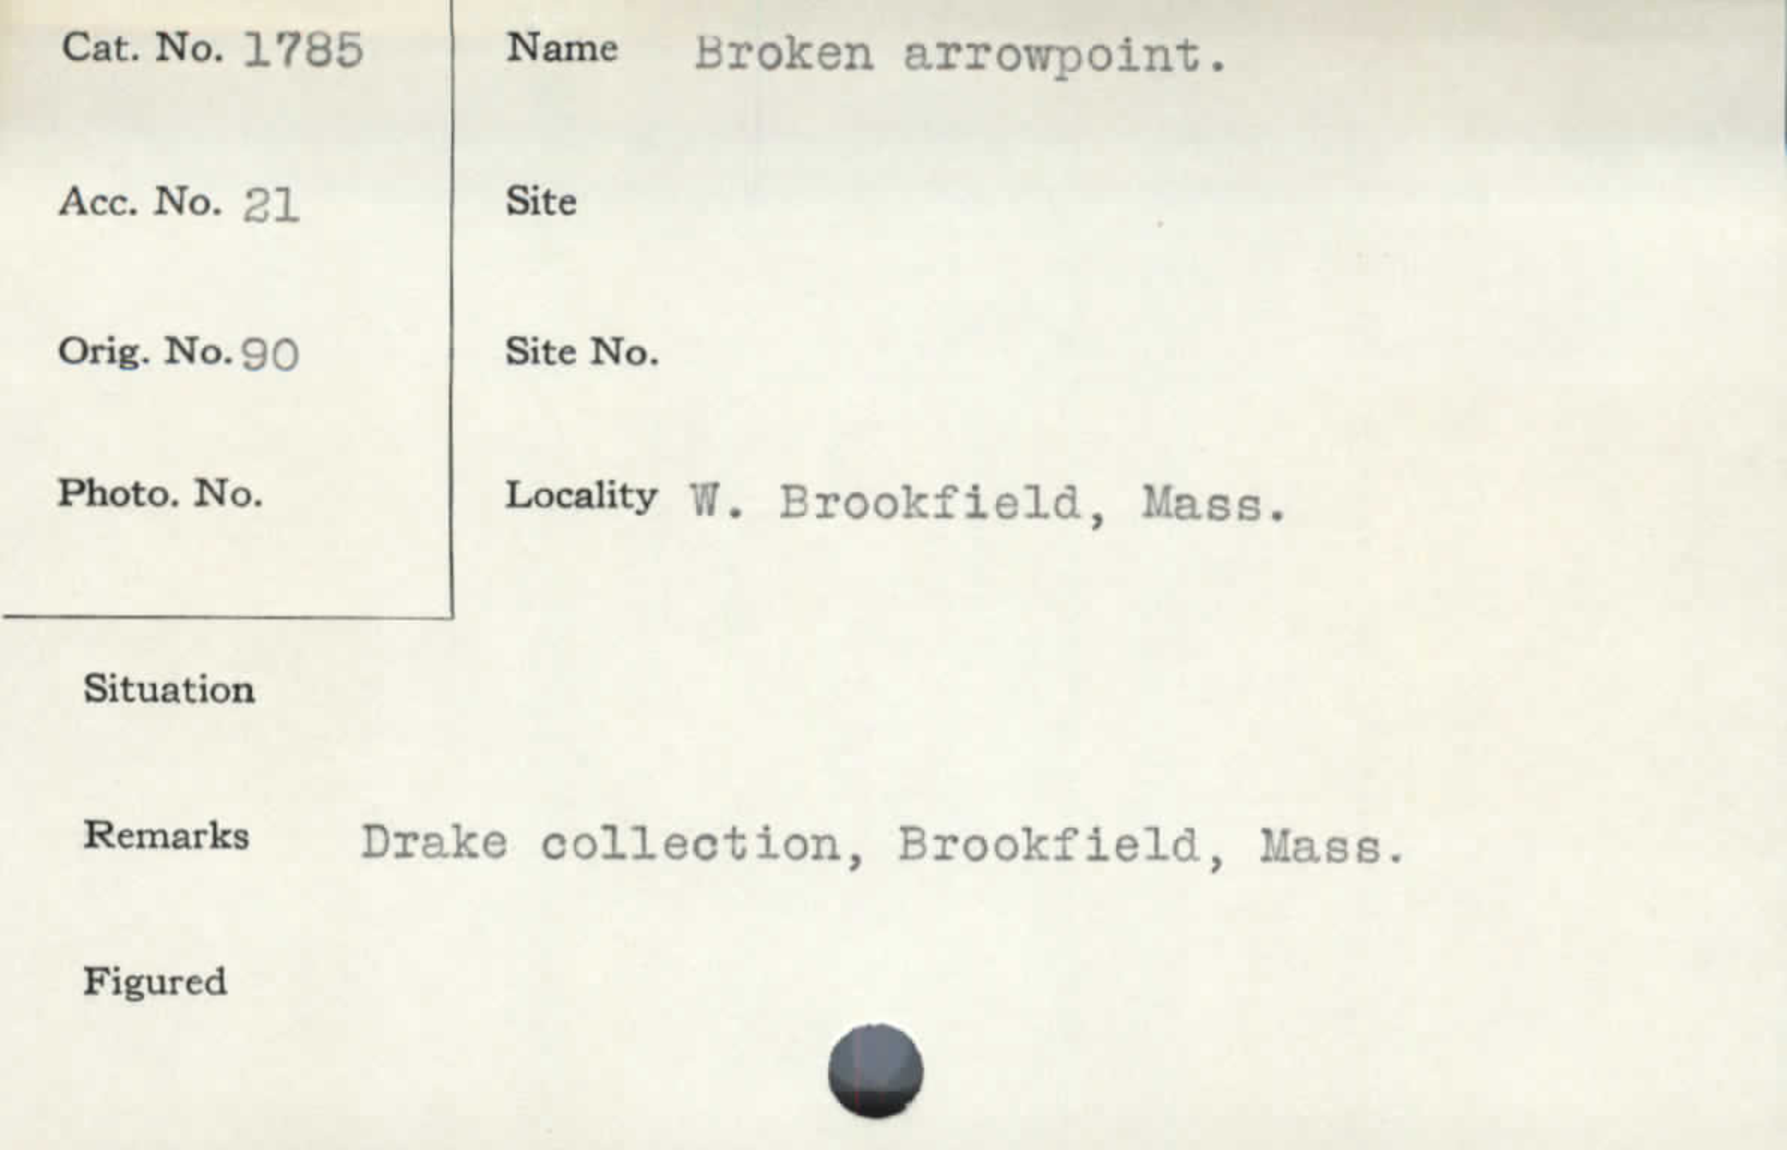 Cat. No. 1785
Name Broken arrowpoint.
Acc. No. 21
Site
Orig. No. 90
Site No.
Photo. No.
Locality W. Brookfield, Mass.
Situation
Remarks Drake collection, Brookfield, Mass.
Figured